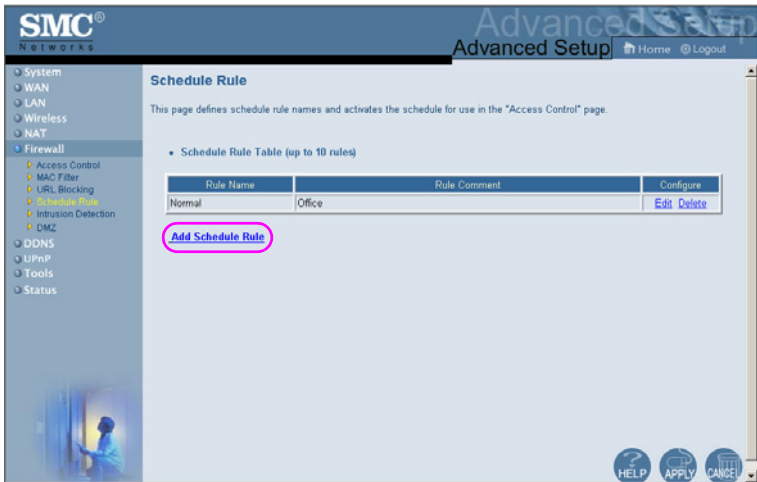 SMC®
Networks
Advanced Setup
Advanced Setup
Home
Logout
System
WAN
LAN
Wireless
NAT
Firewall
Access Control
MAC Filter
URL Blocking
Schedule Rule
Intrusion Detection
DMZ
DDNS
UPnP
Tools
Status
Schedule Rule
This page defines schedule rule names and activates the schedule for use in the "Access Control" page.
• Schedule Rule Table (up to 10 rules)
Rule Name Rule Comment Configure
Normal Office Edit Delete
Add Schedule Rule
HELP APPLY CANCEL